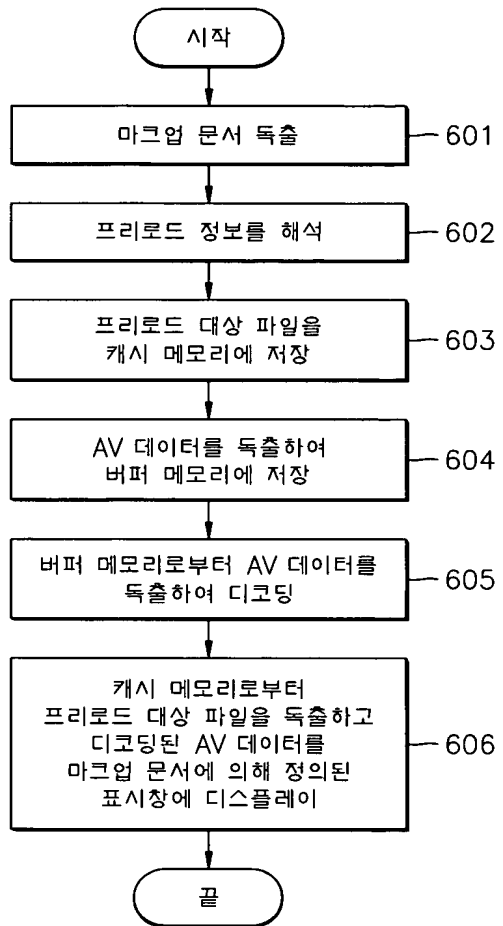 시작
마크업 문서 독출
601
프리로드 정보를 해석
602
프리로드 대상 파일을
캐시 메모리에 저장
603
AV 데이터를 독출하여
버퍼 메모리에 저장
604
버퍼 메모리로부터 AV 데이터를
독출하여 디코딩
605
캐시 메모리로부터
프리로드 대상 파일을 독출하고
디코딩된 AV 데이터를
마크업 문서에 의해 정의된
표시창에 디스플레이
606
끝